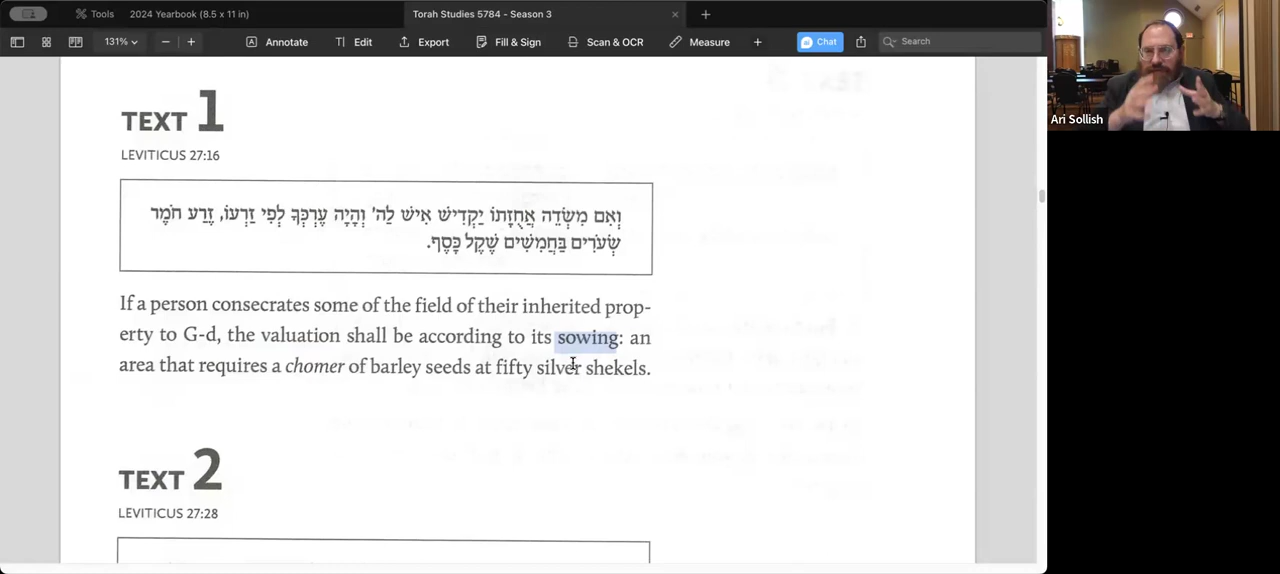 Tools
2024 Yearbook (8.5 x 11 in)
Torah Studies 5784 - Season 3
131%
Annotate
Edit
Export
Fill & Sign
Scan & OCR
Measure
Chat
Search
Ari Sollish
TEXT 1
LEVITICUS 27:16
וְאִם מִשְּׂדֵה אֲחֻזָּתוֹ יַקְדִּישׁ אִישׁ לַה' וְהָיָה עֶרְכְּךָ לְפִי זַרְעוֹ, זֶרַע חֹמֶר
שְׂעֹרִים בַּחֲמִשִּׁים שֶׁקֶל כָּסֶף.
If a person consecrates some of the field of their inherited prop-
erty to G-d, the valuation shall be according to its sowing: an
area that requires a chomer of barley seeds at fifty silver shekels.
TEXT 2
LEVITICUS 27:28